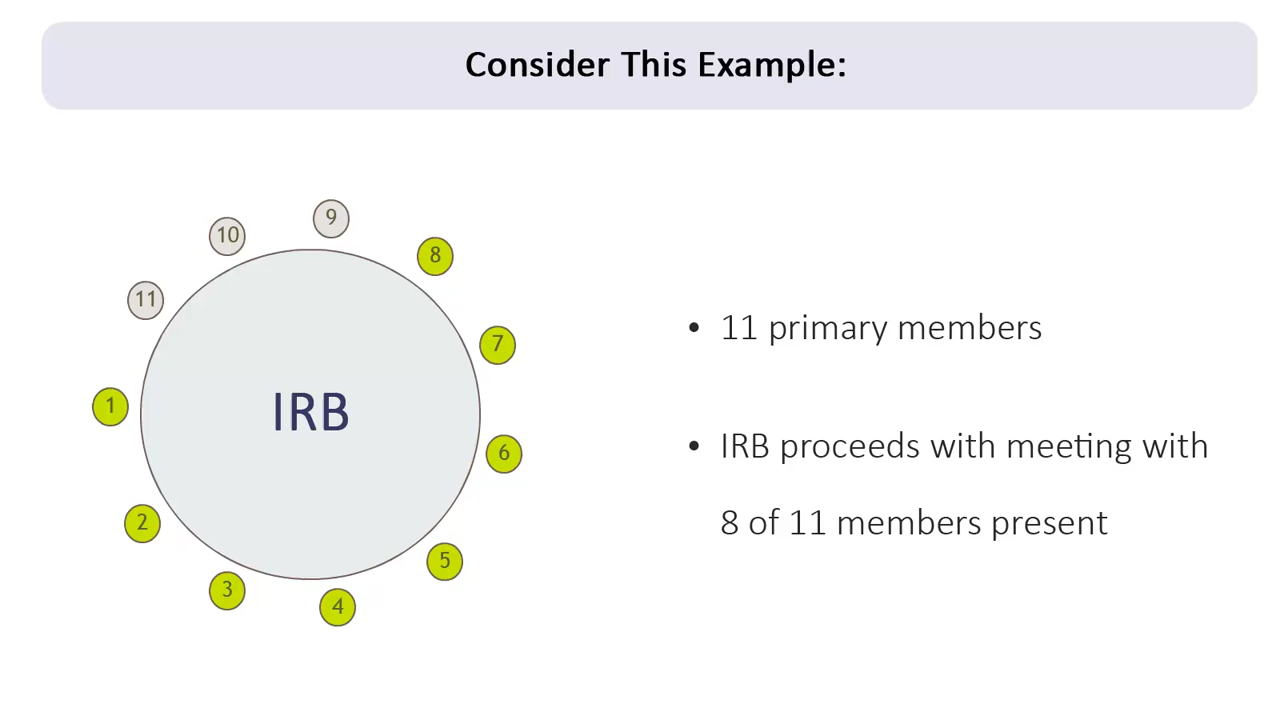 Consider This Example:
9
10
8
11
7
1
IRB
6
2
5
3
4
• 11 primary members
• IRB proceeds with meeting with
8 of 11 members present